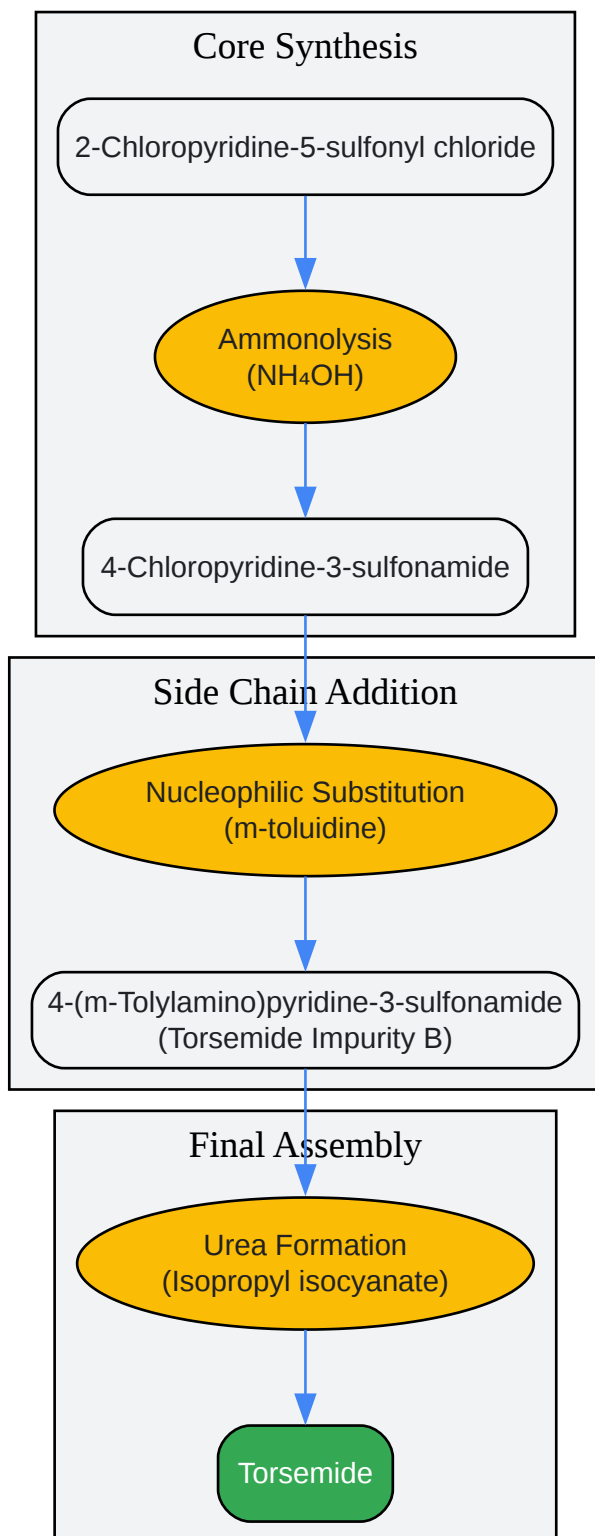 Core Synthesis
2-Chloropyridine-5-sulfonyl chloride
Ammonolysis
(NH₄OH)
4-Chloropyridine-3-sulfonamide
Side Chain Addition
Nucleophilic Substitution
(m-toluidine)
4-(m-Tolylamino)pyridine-3-sulfonamide
(Torsemide Impurity B)
Final Assembly
Urea Formation
(Isopropyl isocyanate)
Torsemide